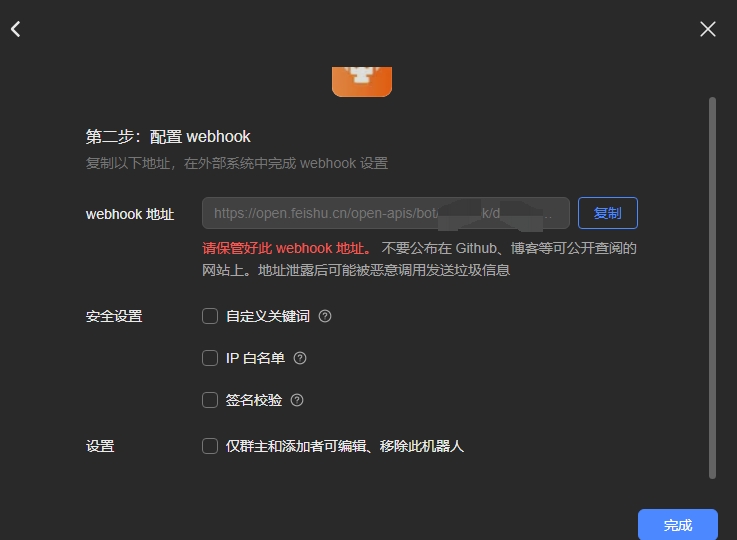 第二步：配置 webhook
复制以下地址，在外部系统中完成 webhook 设置
webhook 地址
https://open.feishu.cn/open-apis/bot/
k/d
...
复制
请保管好此 webhook 地址。 不要公布在 Github、博客等可公开查阅的
网站上。地址泄露后可能被恶意调用发送垃圾信息
安全设置
自定义关键词
IP 白名单
签名校验
设置
仅群主和添加者可编辑、移除此机器人
完成